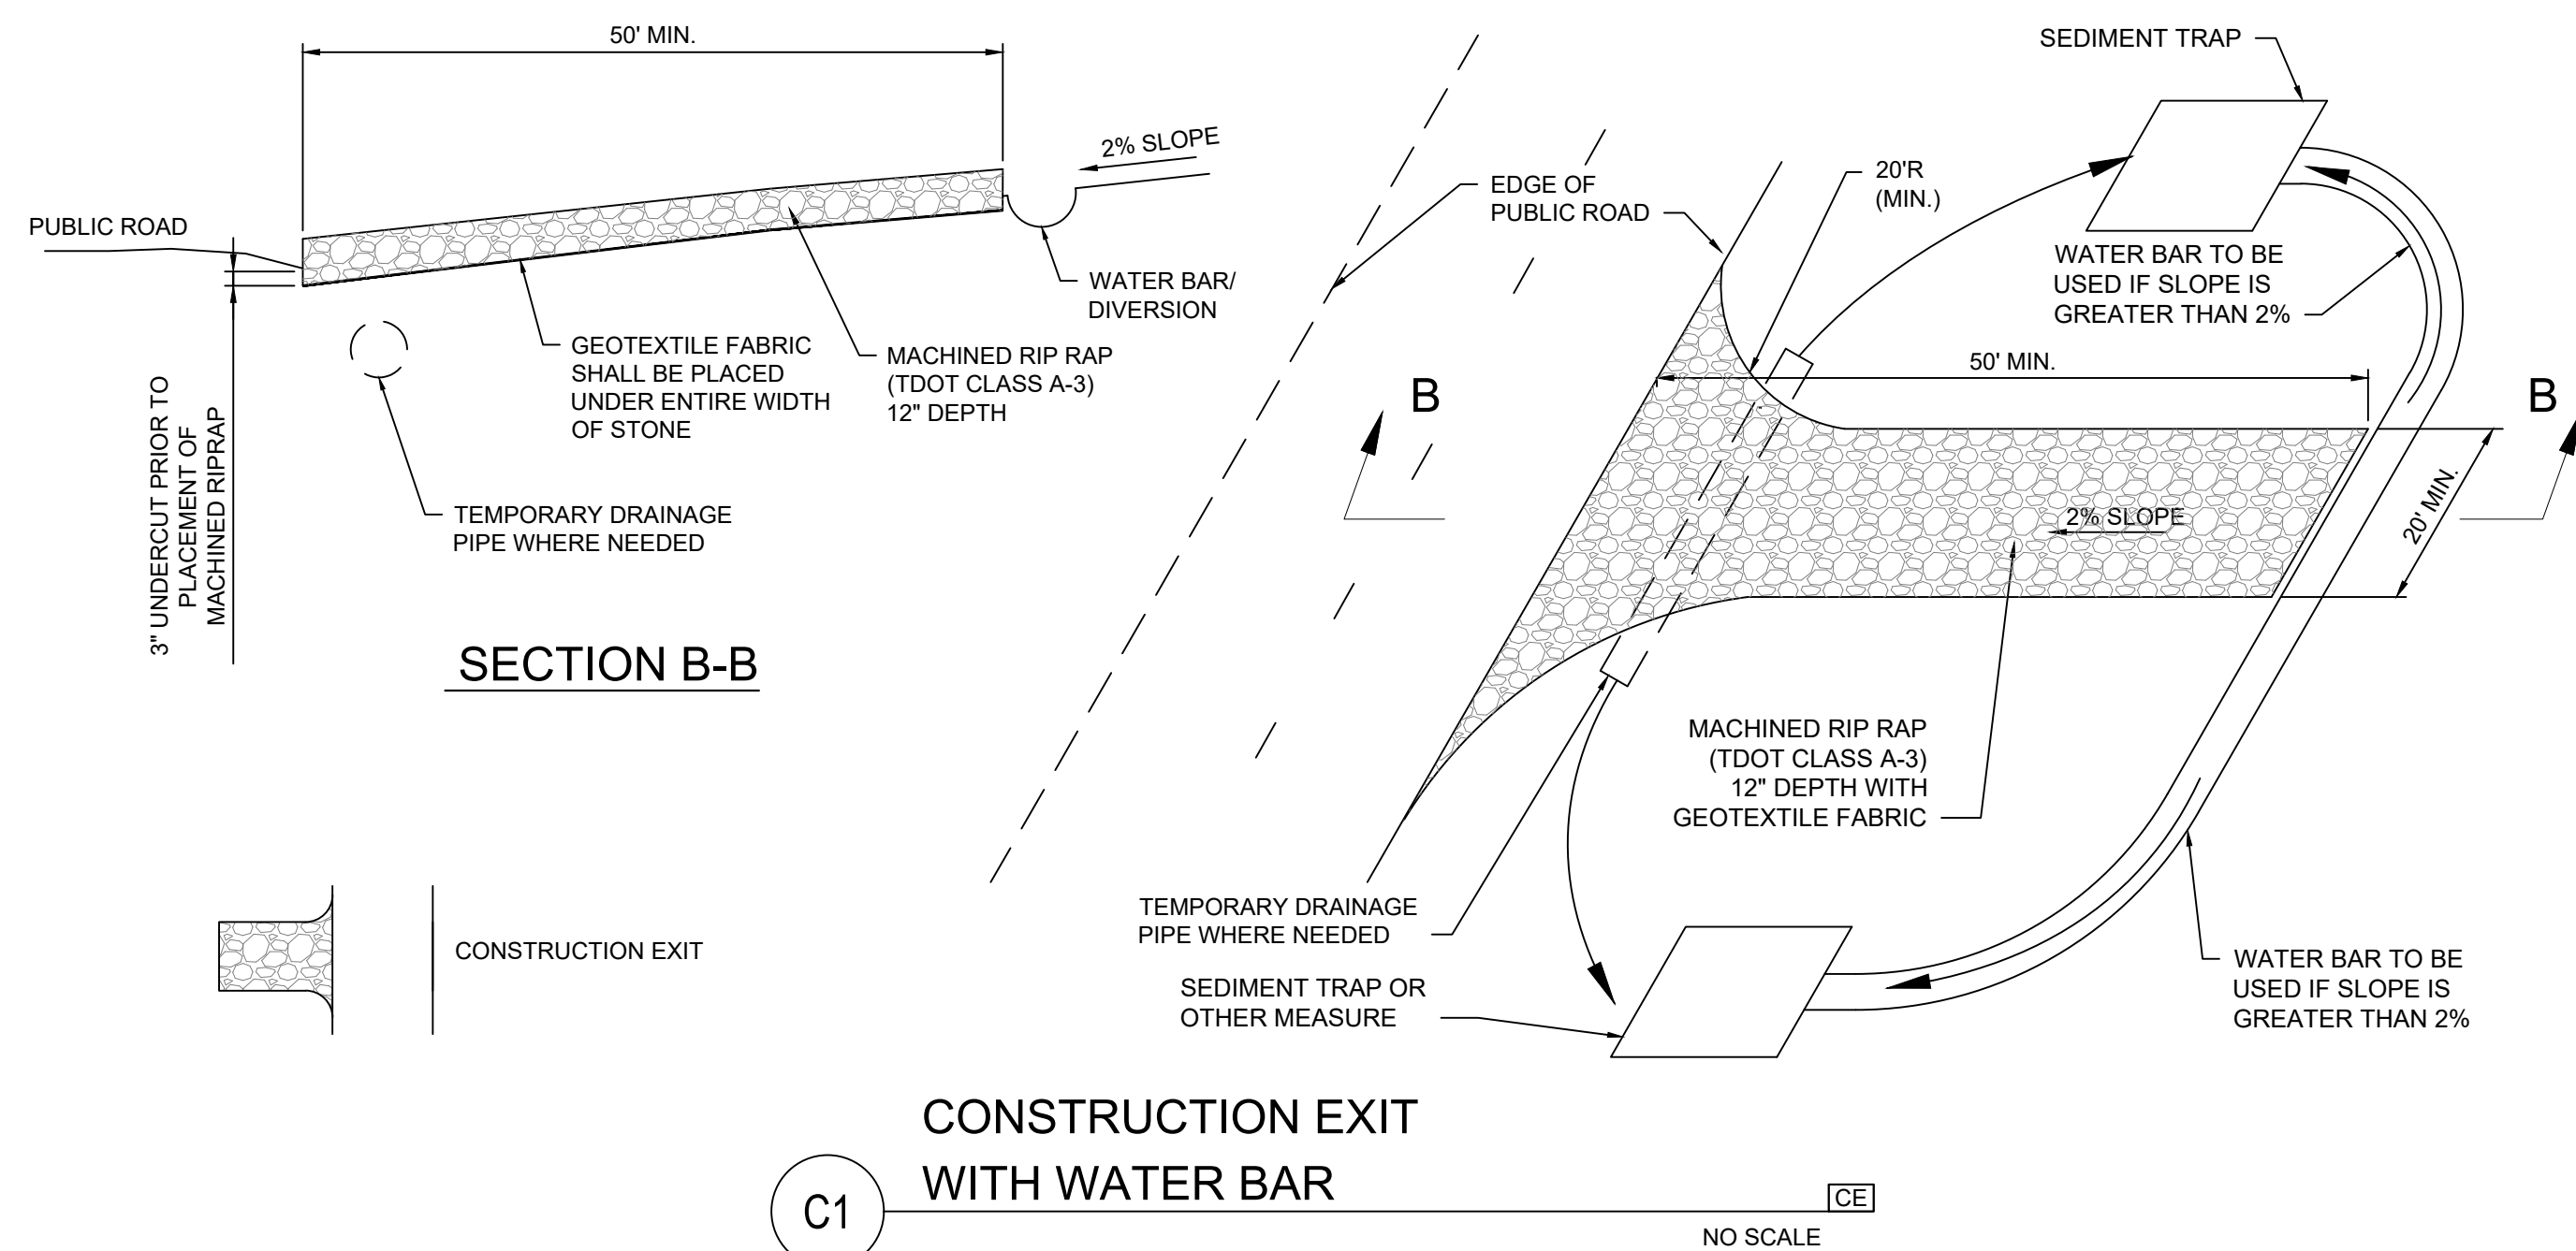 50' MIN.
2% SLOPE
PUBLIC ROAD
WATER BAR/
DIVERSION
GEOTEXTILE FABRIC
SHALL BE PLACED
UNDER ENTIRE WIDTH
OF STONE
MACHINED RIP RAP
(TDOT CLASS A-3)
12" DEPTH
3" UNDERCUT PRIOR TO
PLACEMENT OF
MACHINED RIPRAP
TEMPORARY DRAINAGE
PIPE WHERE NEEDED
SECTION B-B
CONSTRUCTION EXIT
SEDIMENT TRAP
EDGE OF
PUBLIC ROAD
20'R
(MIN.)
WATER BAR TO BE
USED IF SLOPE IS
GREATER THAN 2%
50' MIN.
B
B
2% SLOPE
20' MIN.
MACHINED RIP RAP
(TDOT CLASS A-3)
12" DEPTH WITH
GEOTEXTILE FABRIC
TEMPORARY DRAINAGE
PIPE WHERE NEEDED
SEDIMENT TRAP OR
OTHER MEASURE
WATER BAR TO BE
USED IF SLOPE IS
GREATER THAN 2%
CONSTRUCTION EXIT
WITH WATER BAR
C1
CE
NO SCALE